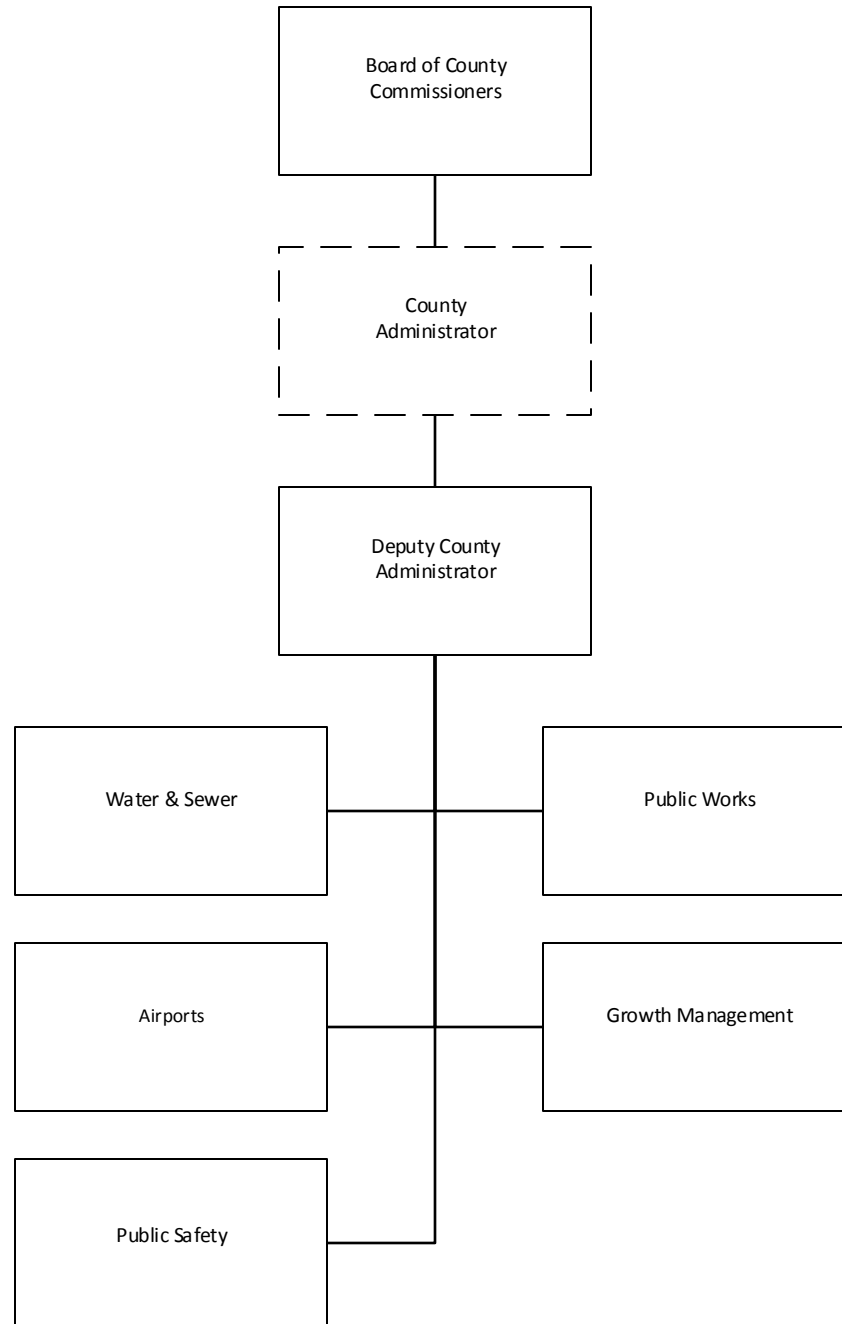 Board of County
Commissioners
County
Administrator
Deputy County
Administrator
Water & Sewer
Public Works
Airports
Growth Management
Public Safety